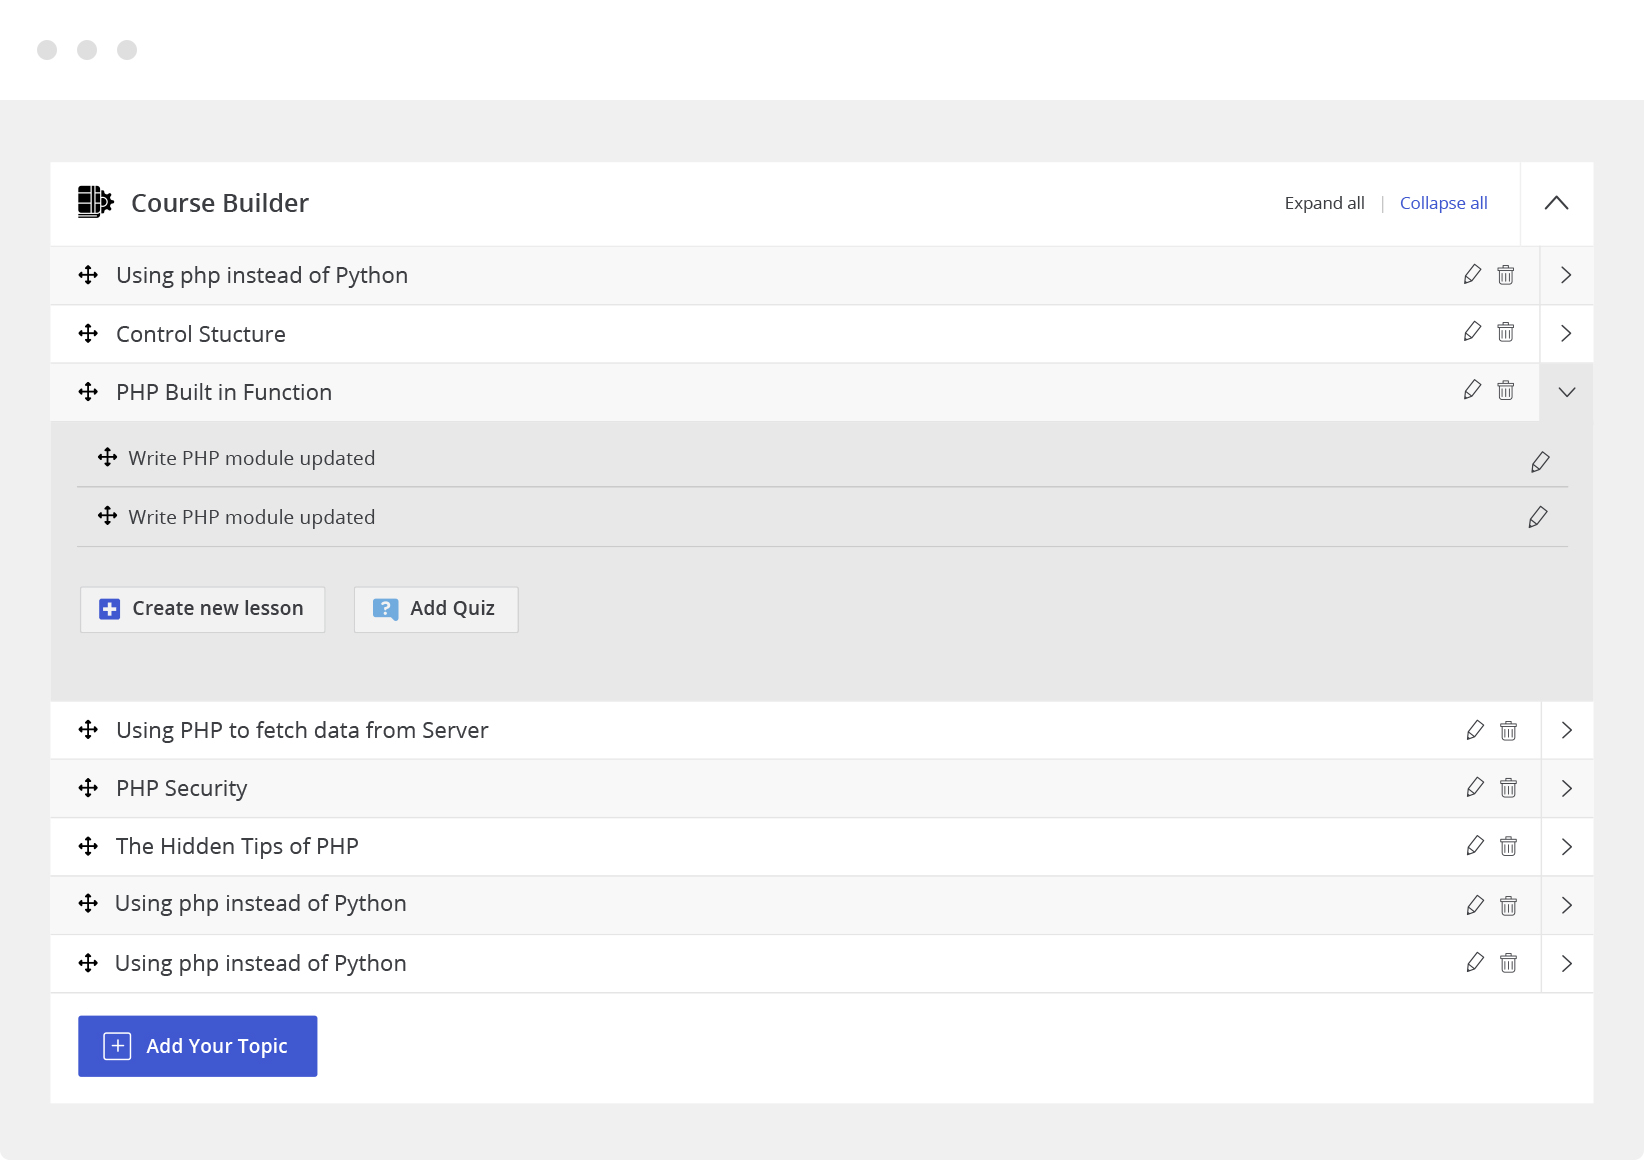 Course Builder
Expand all | Collapse all
Using php instead of Python
Control Stucture
PHP Built in Function
Write PHP module updated
Write PHP module updated
Create new lesson
? Add Quiz
Using PHP to fetch data from Server
PHP Security
The Hidden Tips of PHP
Using php instead of Python
Using php instead of Python
Add Your Topic